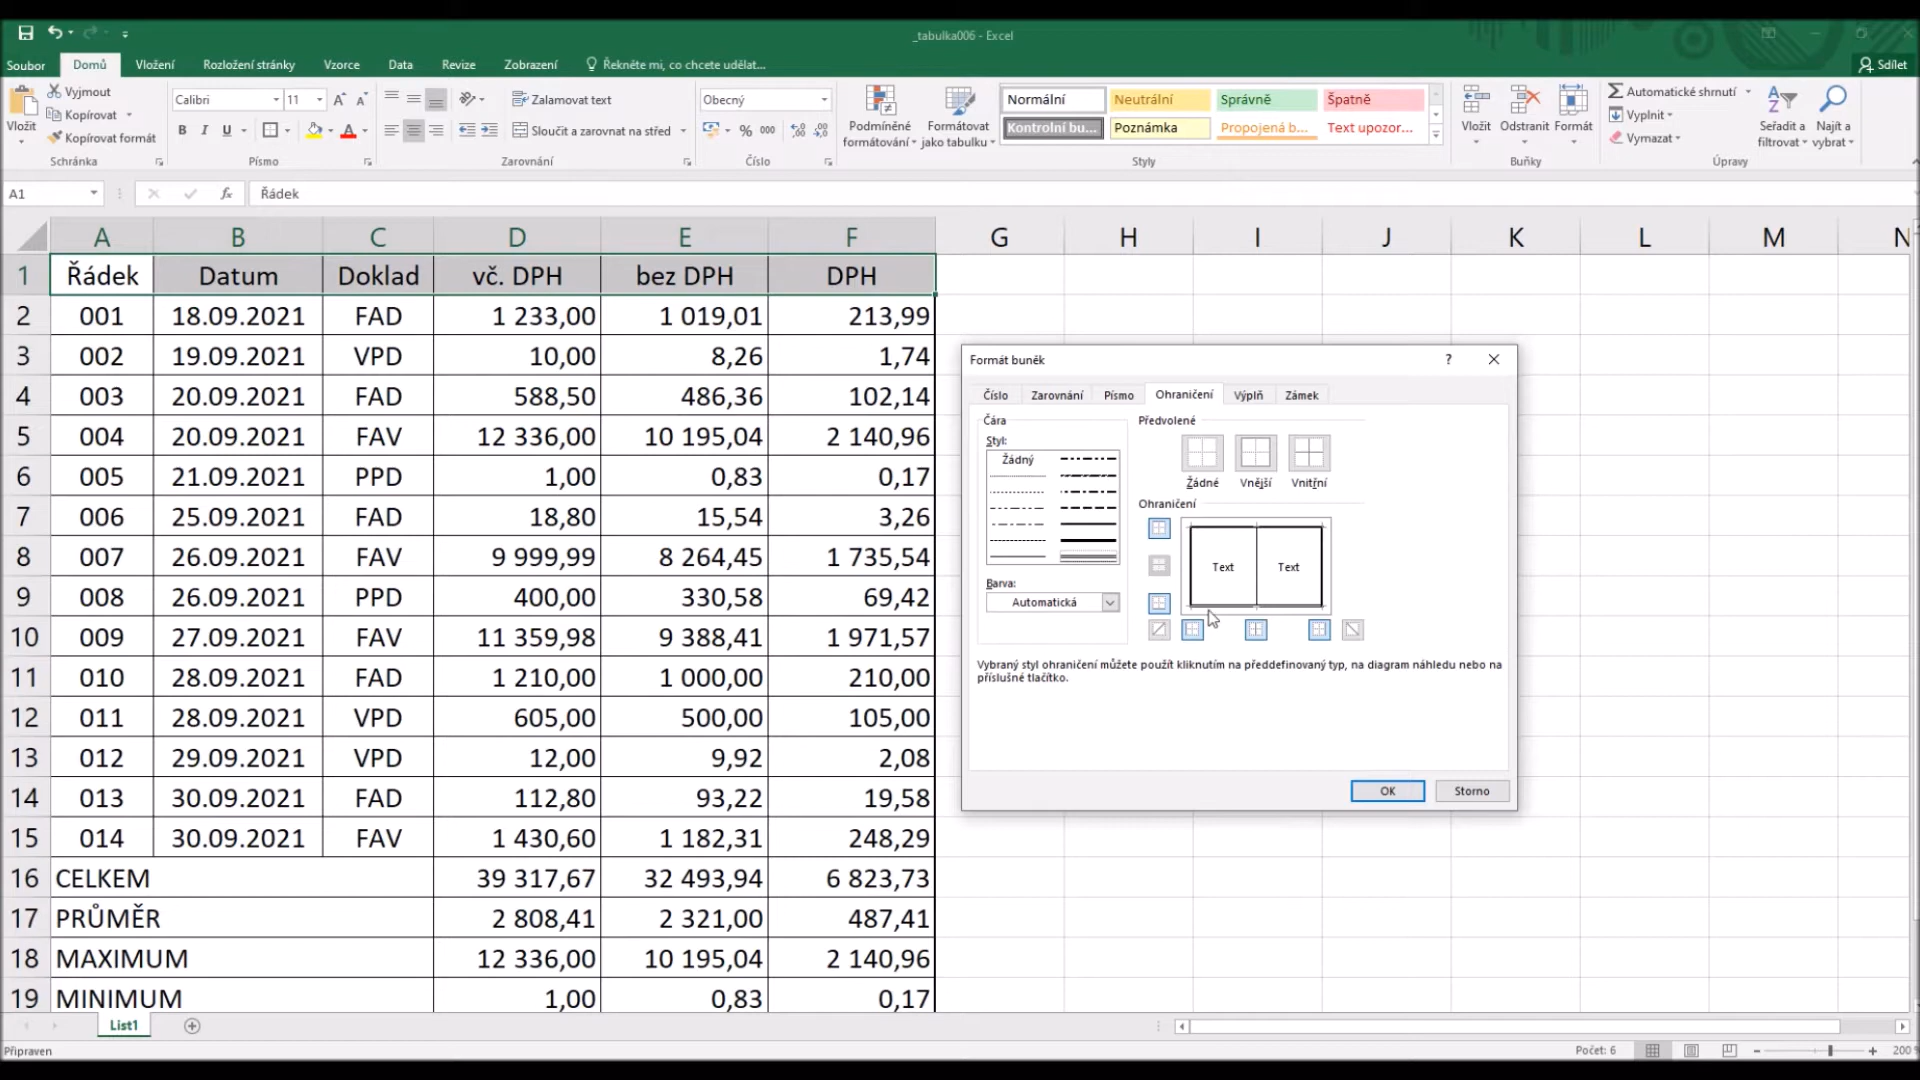 _tabulka006 - Excel
Soubor Domů Vložení Rozložení stránky Vzorce Data Revize Zobrazení Řekněte mi, co chcete udělat... Sdílet
Vložit Vyjmout Kopírovat Kopírovat formát
Schránka
Calibri 11
B I U A
Písmo
Zalamovat text
Sloučit a zarovnat na střed
Zarovnání
Obecný
% 000
Číslo
Podmíněné formátování
Formátovat jako tabulku
Normální Neutrální Správně Špatně
Kontrolní bu... Poznámka Propojená b... Text upozor...
Styly
Vložit Odstranit Formát
Buňky
Automatické shrnutí
Vyplnit
Vymazat
Seřadit a filtrovat
Najít a vybrat
Úpravy
A1 fx Řádek
A B C D E F G H I J K L M N
1 Řádek Datum Doklad vč. DPH bez DPH DPH
2 001 18.09.2021 FAD 1 233,00 1 019,01 213,99
3 002 19.09.2021 VPD 10,00 8,26 1,74
4 003 20.09.2021 FAD 588,50 486,36 102,14
5 004 20.09.2021 FAV 12 336,00 10 195,04 2 140,96
6 005 21.09.2021 PPD 1,00 0,83 0,17
7 006 25.09.2021 FAD 18,80 15,54 3,26
8 007 26.09.2021 FAV 9 999,99 8 264,45 1 735,54
9 008 26.09.2021 PPD 400,00 330,58 69,42
10 009 27.09.2021 FAV 11 359,98 9 388,41 1 971,57
11 010 28.09.2021 FAD 1 210,00 1 000,00 210,00
12 011 28.09.2021 VPD 605,00 500,00 105,00
13 012 29.09.2021 VPD 12,00 9,92 2,08
14 013 30.09.2021 FAD 112,80 93,22 19,58
15 014 30.09.2021 FAV 1 430,60 1 182,31 248,29
16 CELKEM 39 317,67 32 493,94 6 823,73
17 PRŮMĚR 2 808,41 2 321,00 487,41
18 MAXIMUM 12 336,00 10 195,04 2 140,96
19 MINIMUM 1,00 0,83 0,17
Formát buněk ?
Číslo Zarovnání Písmo Ohraničení Výplň Zámek
Čára
Styl:
Žádný
Barva:
Automatická
Předvolené
Žádné Vnější Vnitřní
Ohraničení
Text Text
Vybraný styl ohraničení můžete použít kliknutím na předdefinovaný typ, na diagram náhledu nebo na
příslušné tlačítko.
OK Storno
List1
Připraven Počet: 6 200